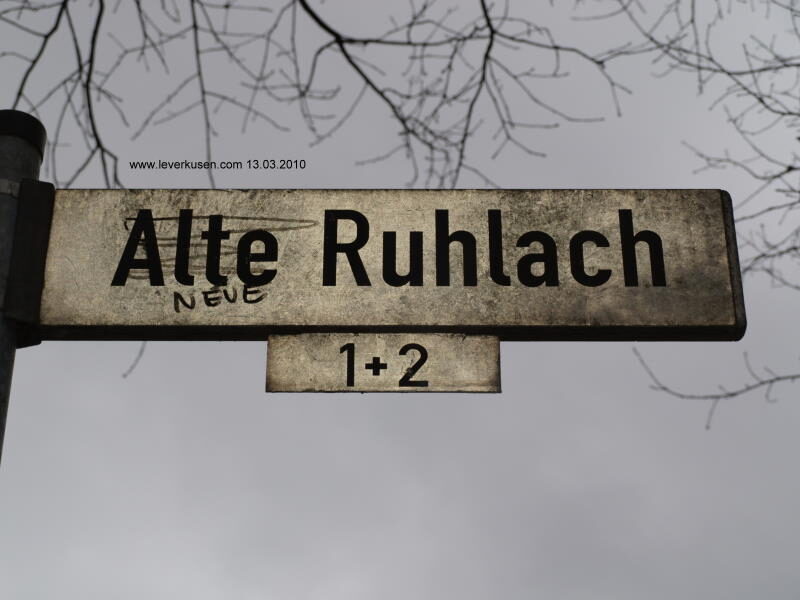 www.leverkusen.com 13.03.2010
Alte Ruhlach
NEUE
1+2